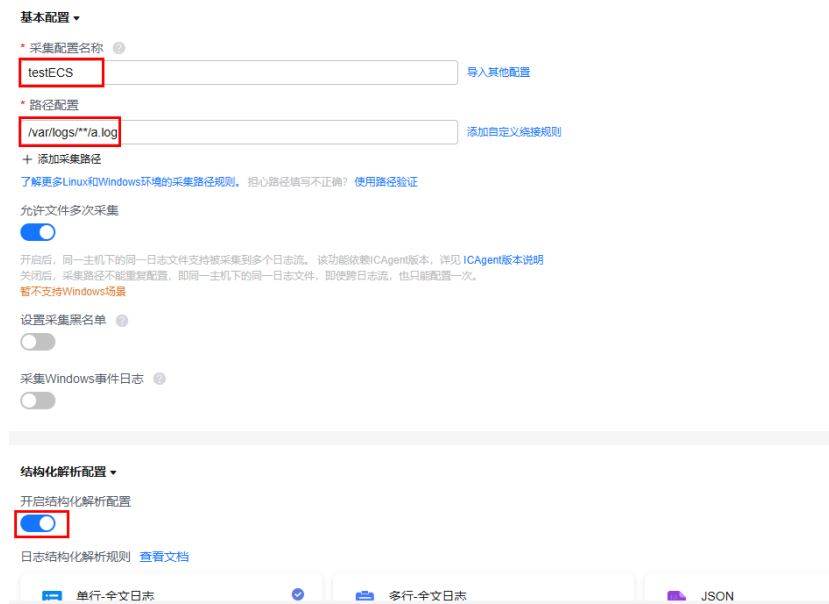 基本配置
* 采集配置名称
testECS
导入其他配置
* 路径配置
/var/logs/**/a.log
添加自定义绕接规则
+ 添加采集路径
了解更多Linux和Windows环境的采集路径规则。 担心路径填写不正确? 使用路径验证
允许文件多次采集
开启后，同一主机下的同一日志文件支持被采集到多个日志流。 该功能依赖ICAgent版本，详见 ICAgent版本说明
关闭后，采集路径不能重复配置，即同一主机下的同一日志文件，即使跨日志流，也只能配置一次。
暂不支持Windows场景
设置采集黑名单
采集Windows事件日志
结构化解析配置
开启结构化解析配置
日志结构化解析规则 查看文档
单行-全文日志 多行-全文日志 JSON